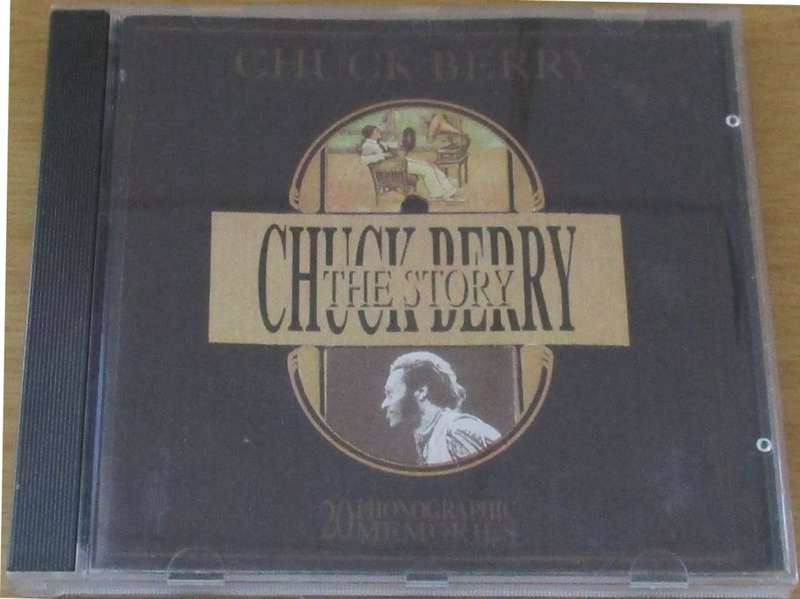 CHUCK BERRY
CHUCK BERRY
THE STORY
20 PHONOGRAPHIC
MEMORIES